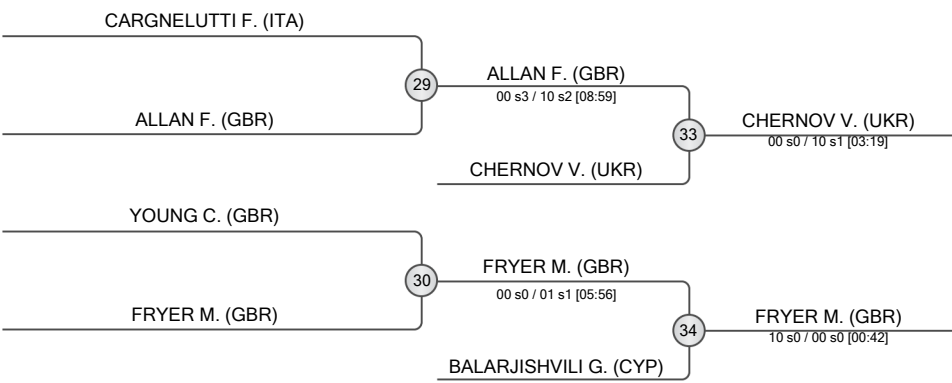 CARGNELUTTI F. (ITA)
29
ALLAN F. (GBR)
00 s3 / 10 s2 [08:59]
ALLAN F. (GBR)
33
CHERNOV V. (UKR)
00 s0 / 10 s1 [03:19]
CHERNOV V. (UKR)
YOUNG C. (GBR)
30
FRYER M. (GBR)
00 s0 / 01 s1 [05:56]
FRYER M. (GBR)
34
FRYER M. (GBR)
10 s0 / 00 s0 [00:42]
BALARJISHVILI G. (CYP)